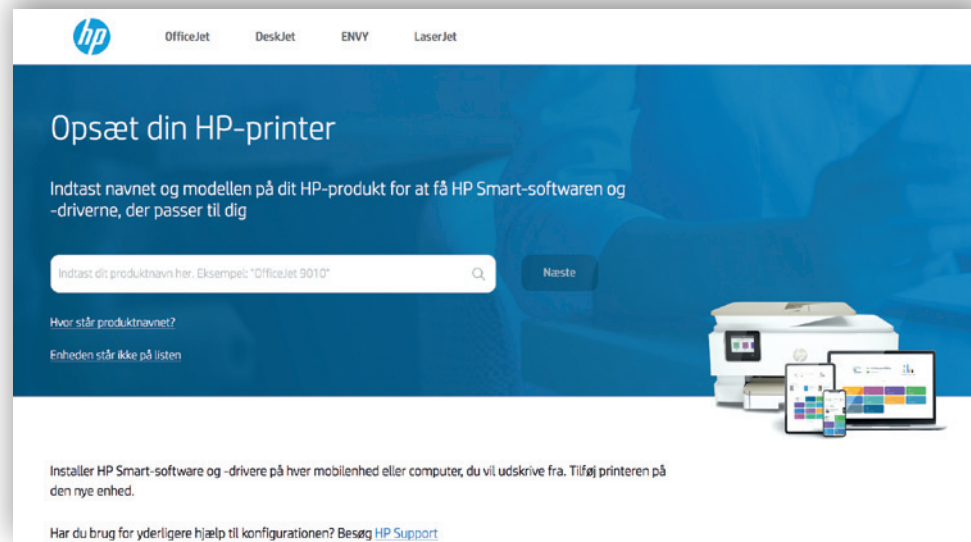 hp
OfficeJet DeskJet ENVY LaserJet
Opsæt din HP-printer
Indtast navnet og modellen på dit HP-produkt for at få HP Smart-softwaren og
-driverne, der passer til dig
Indtast dit produktnavn her. Eksempel: "OfficeJet 9010"
Næste
Hvor står produktnavnet?
Enheden står ikke på listen
Installer HP Smart-software og -drivere på hver mobilenhed eller computer, du vil udskrive fra. Tilføj printeren på
den nye enhed.
Har du brug for yderligere hjælp til konfigurationen? Besøg HP Support